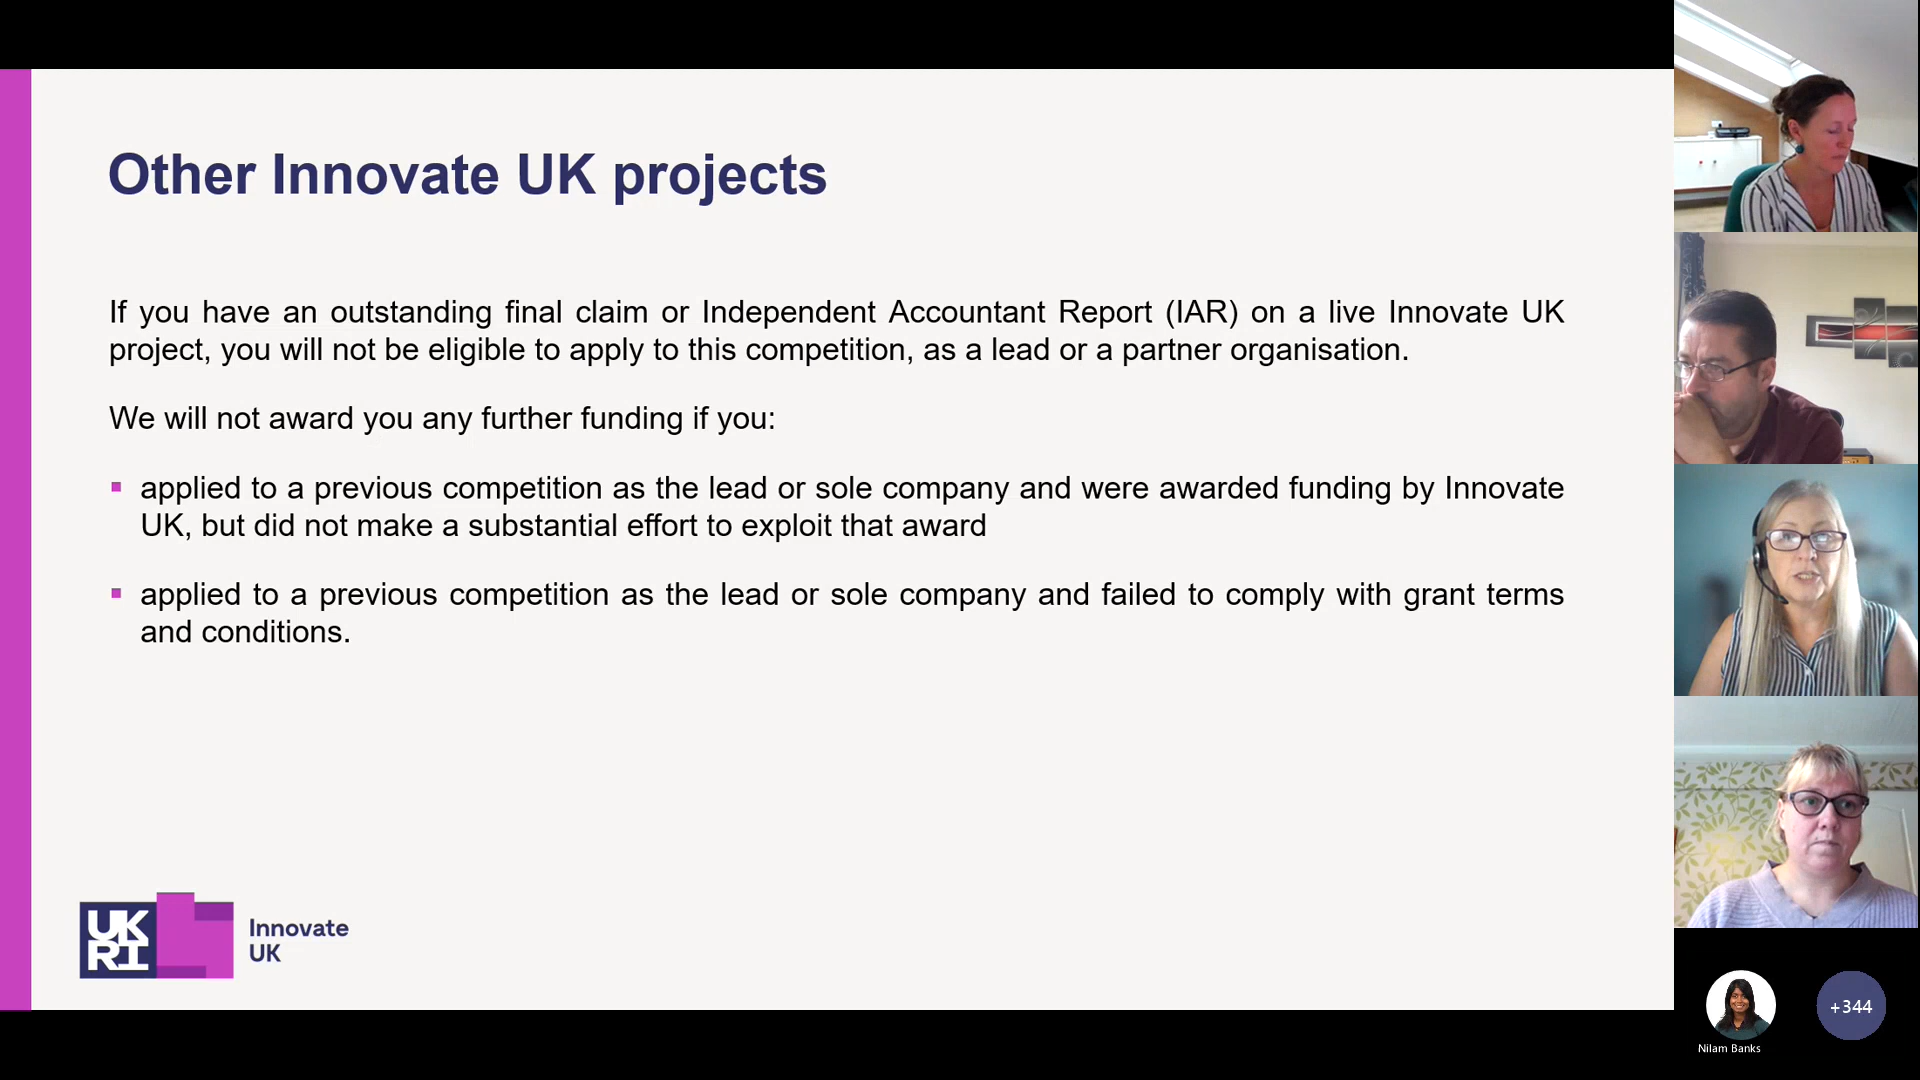 Other Innovate UK projects
If you have an outstanding final claim or Independent Accountant Report (IAR) on a live Innovate UK
project, you will not be eligible to apply to this competition, as a lead or a partner organisation.
We will not award you any further funding if you:
▪ applied to a previous competition as the lead or sole company and were awarded funding by Innovate
UK, but did not make a substantial effort to exploit that award
▪ applied to a previous competition as the lead or sole company and failed to comply with grant terms
and conditions.
UK
RI
Innovate
UK
+344
Nilam Banks